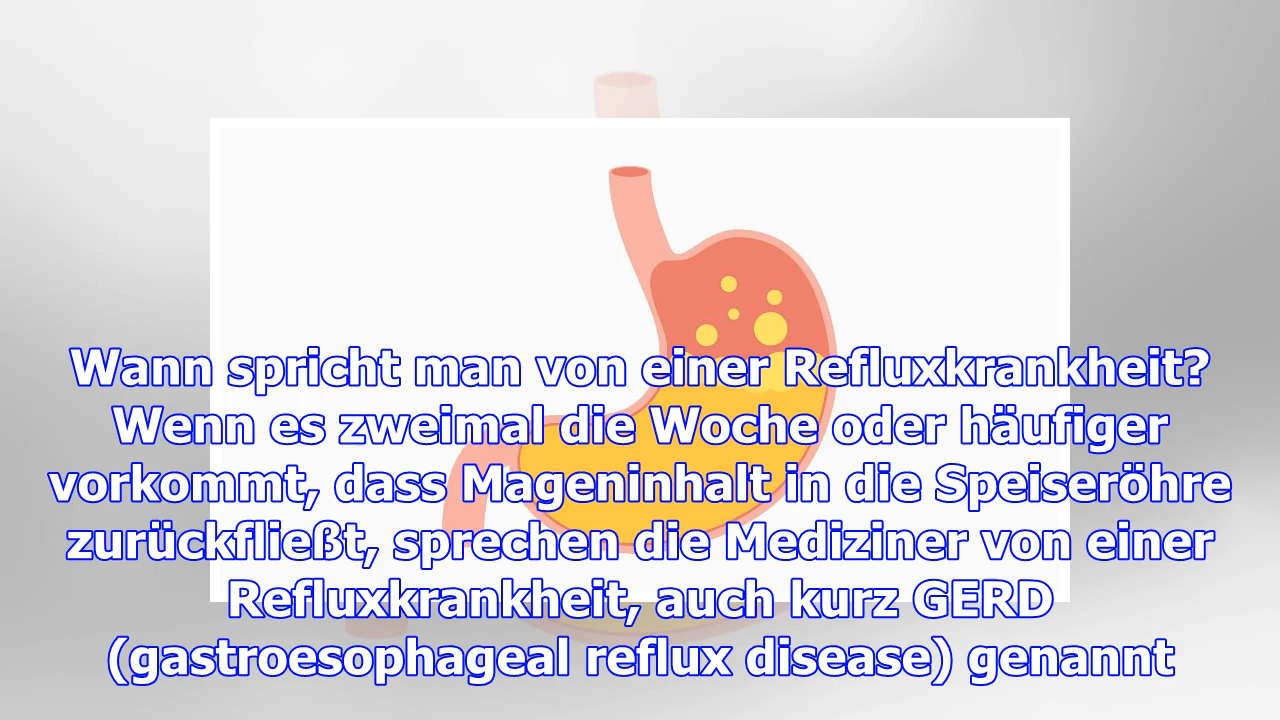 Wann spricht man von einer Refluxkrankheit?
Wenn es zweimal die Woche oder häufiger
vorkommt, dass Mageninhalt in die Speiseröhre
zurückfließt, sprechen die Mediziner von einer
Refluxkrankheit, auch kurz GERD
(gastroesophageal reflux disease) genannt